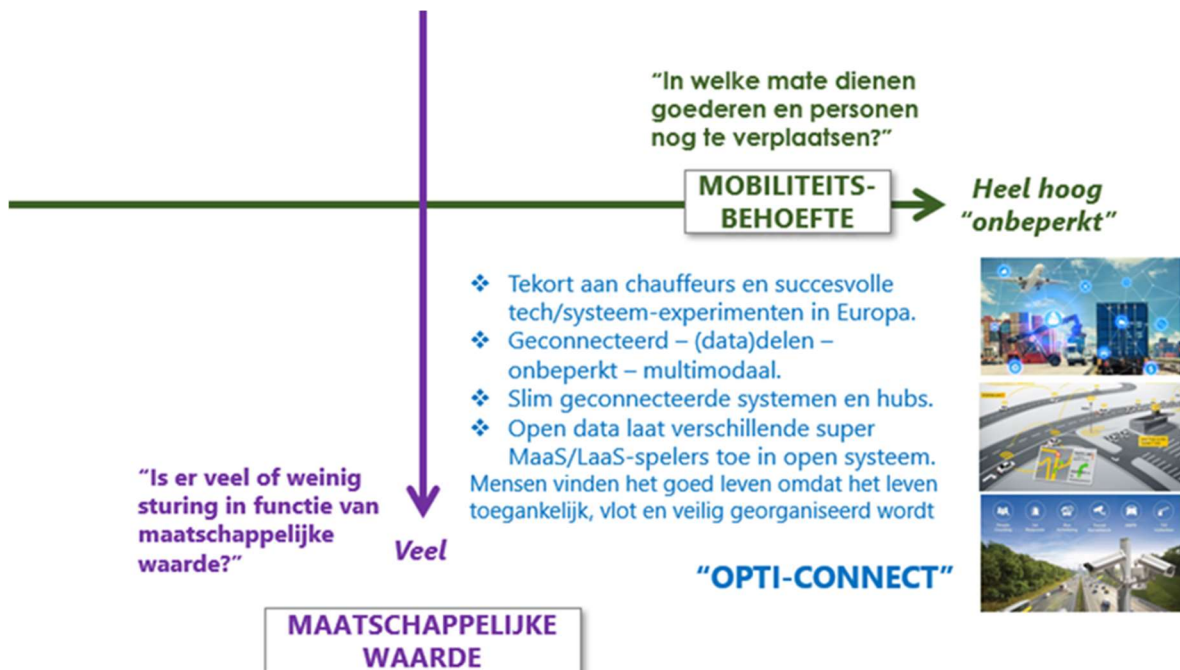 “In welke mate dienen
goederen en personen
nog te verplaatsen?”
MOBILITEITS-
BEHOEFTE
Heel hoog
“onbeperkt”
❖ Tekort aan chauffeurs en succesvolle
tech/systeem-experimenten in Europa.
❖ Geconnecteerd – (data)delen –
onbeperkt – multimodaal.
❖ Slim geconnecteerde systemen en hubs.
❖ Open data laat verschillende super
MaaS/LaaS-spelers toe in open systeem.
Mensen vinden het goed leven omdat het leven
toegankelijk, vlot en veilig georganiseerd wordt
“Is er veel of weinig
sturing in functie van
maatschappelijke
waarde?”
Veel
“OPTI-CONNECT”
MAATSCHAPPELIJKE
WAARDE